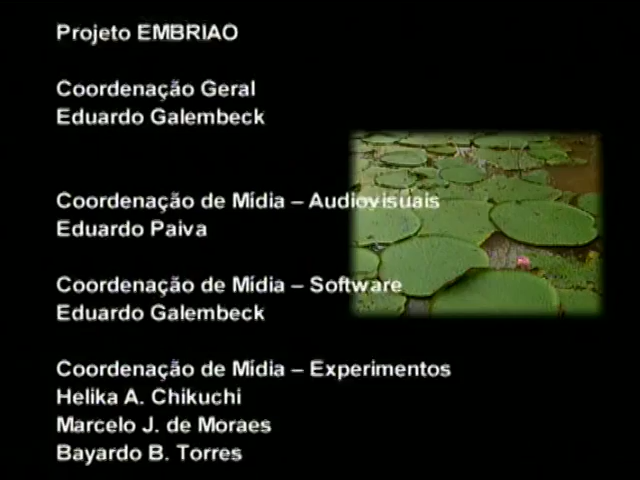 Projeto EMBRIAO
Coordenação Geral
Eduardo Galembeck
Coordenação de Mídia – Audiovisuais
Eduardo Paiva
Coordenação de Mídia – Software
Eduardo Galembeck
Coordenação de Mídia – Experimentos
Helika A. Chikuchi
Marcelo J. de Moraes
Bayardo B. Torres